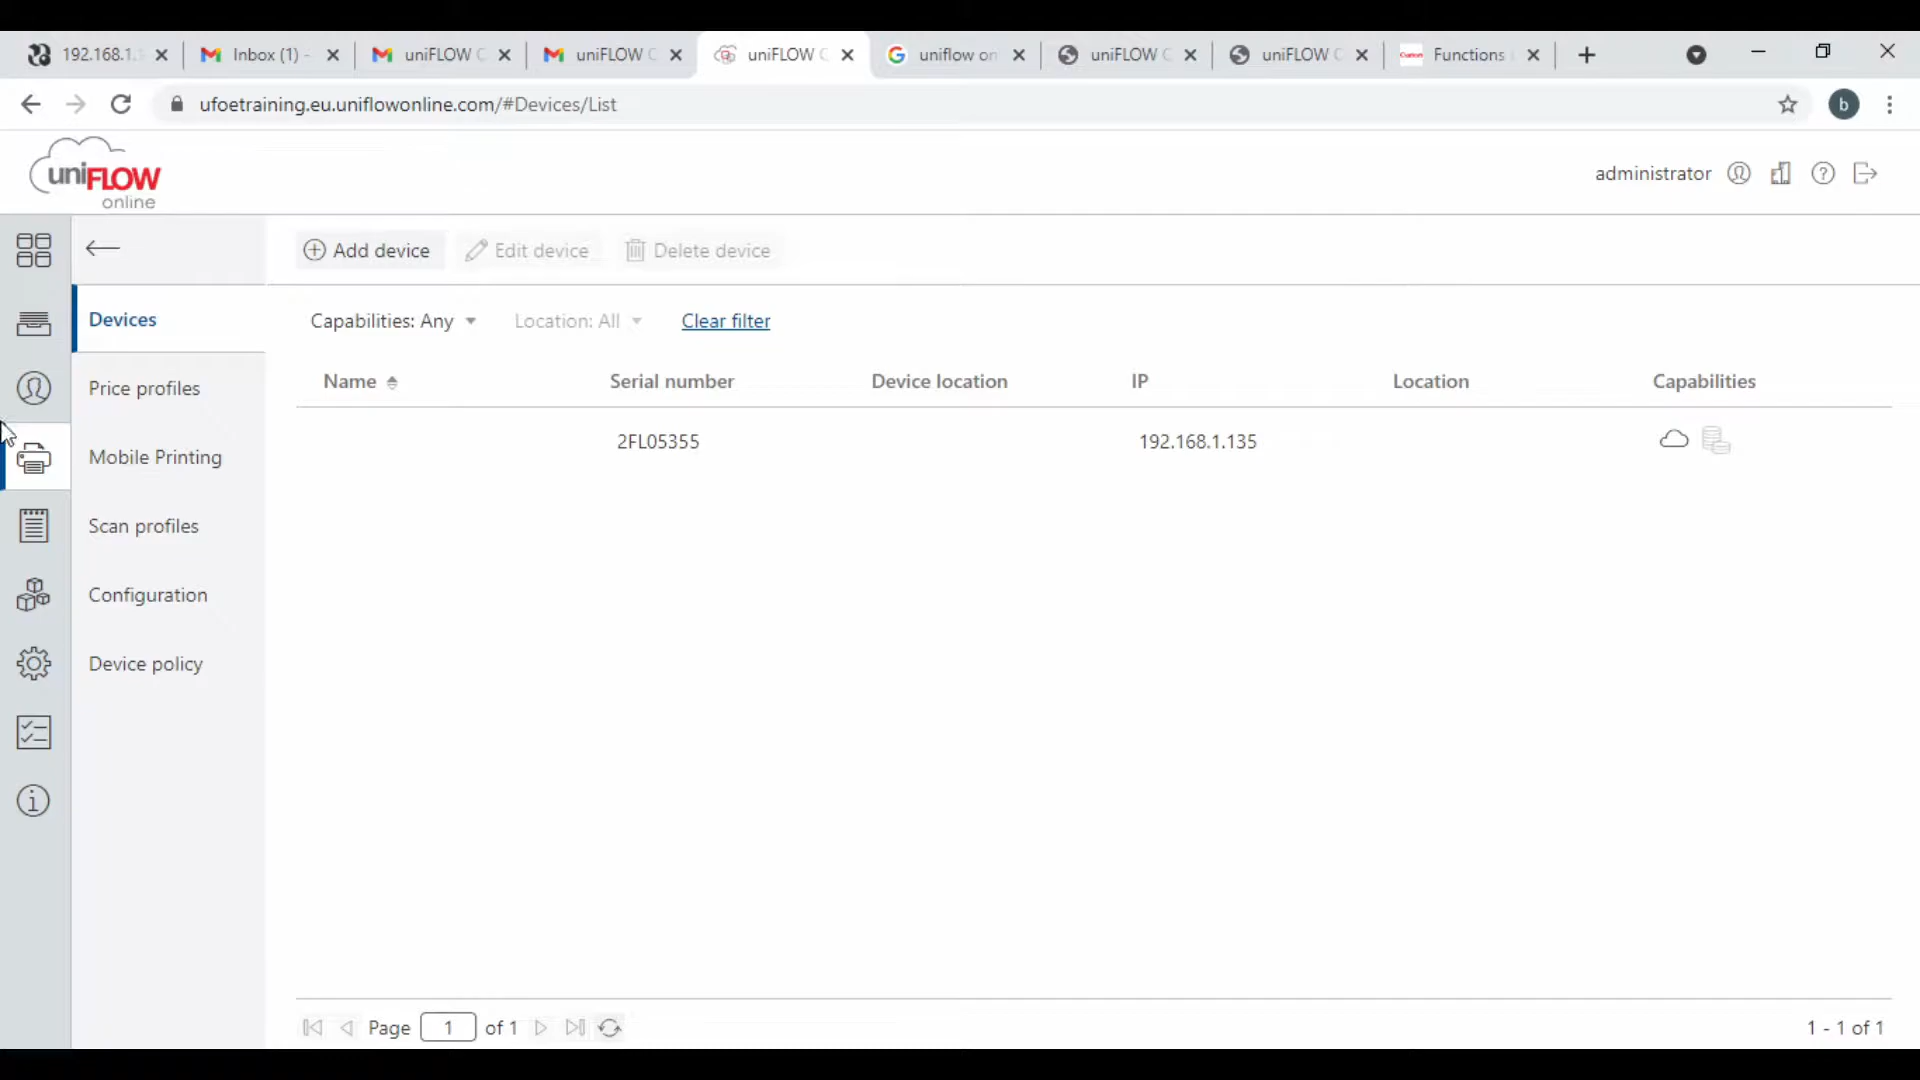 192.168.1.1
Inbox (1) -
uniFLOW C
uniFLOW C
uniFLOW C
uniflow on
uniFLOW C
uniFLOW C
Canon
Functions
ufoetraining.eu.uniflowonline.com/#Devices/List
b
uniFLOW
online
administrator
Add device
Edit device
Delete device
Devices
Price profiles
Mobile Printing
Scan profiles
Configuration
Device policy
Capabilities: Any
Location: All
Clear filter
Name
Serial number
Device location
IP
Location
Capabilities
2FL05355
192.168.1.135
Page 1 of 1
1 - 1 of 1